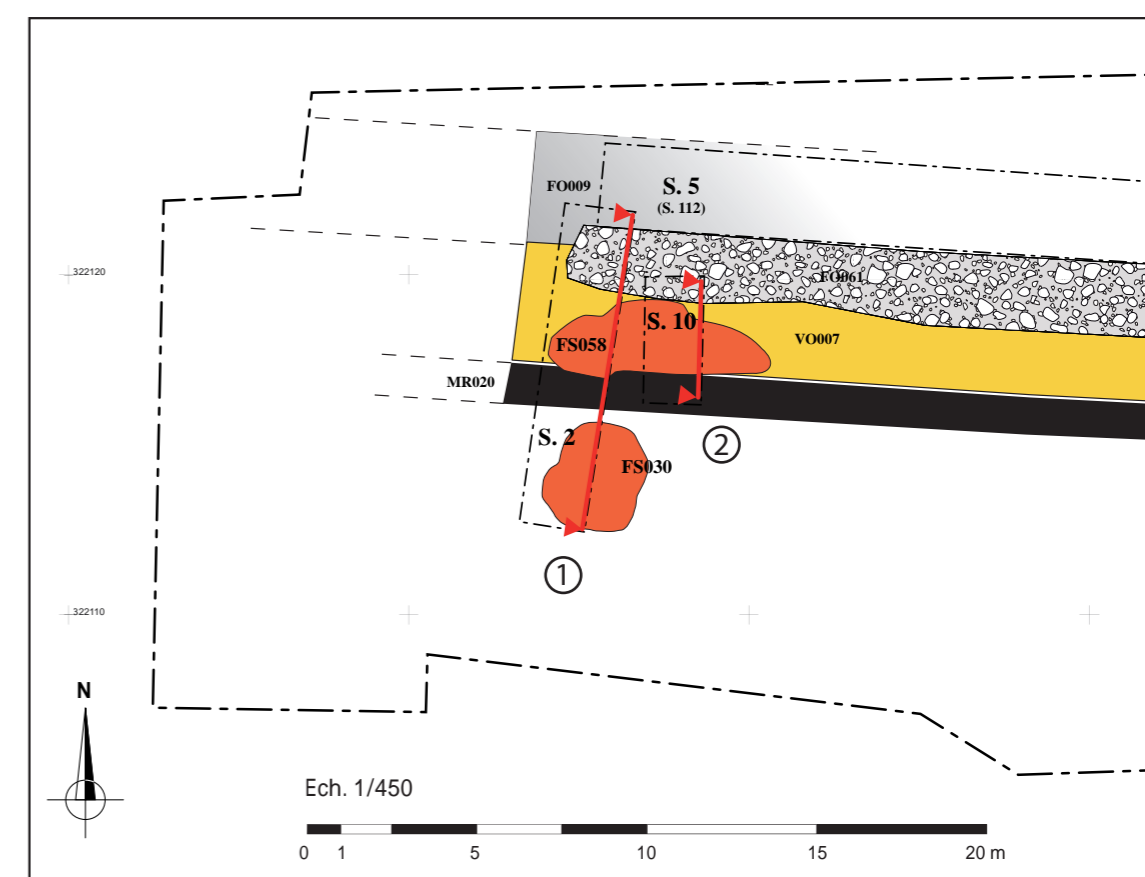 FO009
S. 5
(S. 112)
322120
FO061
S. 10
FS058
VO007
MR020
S. 2
FS030
2
1
322110
N
Ech. 1/450
0 1 5 10 15 20 m